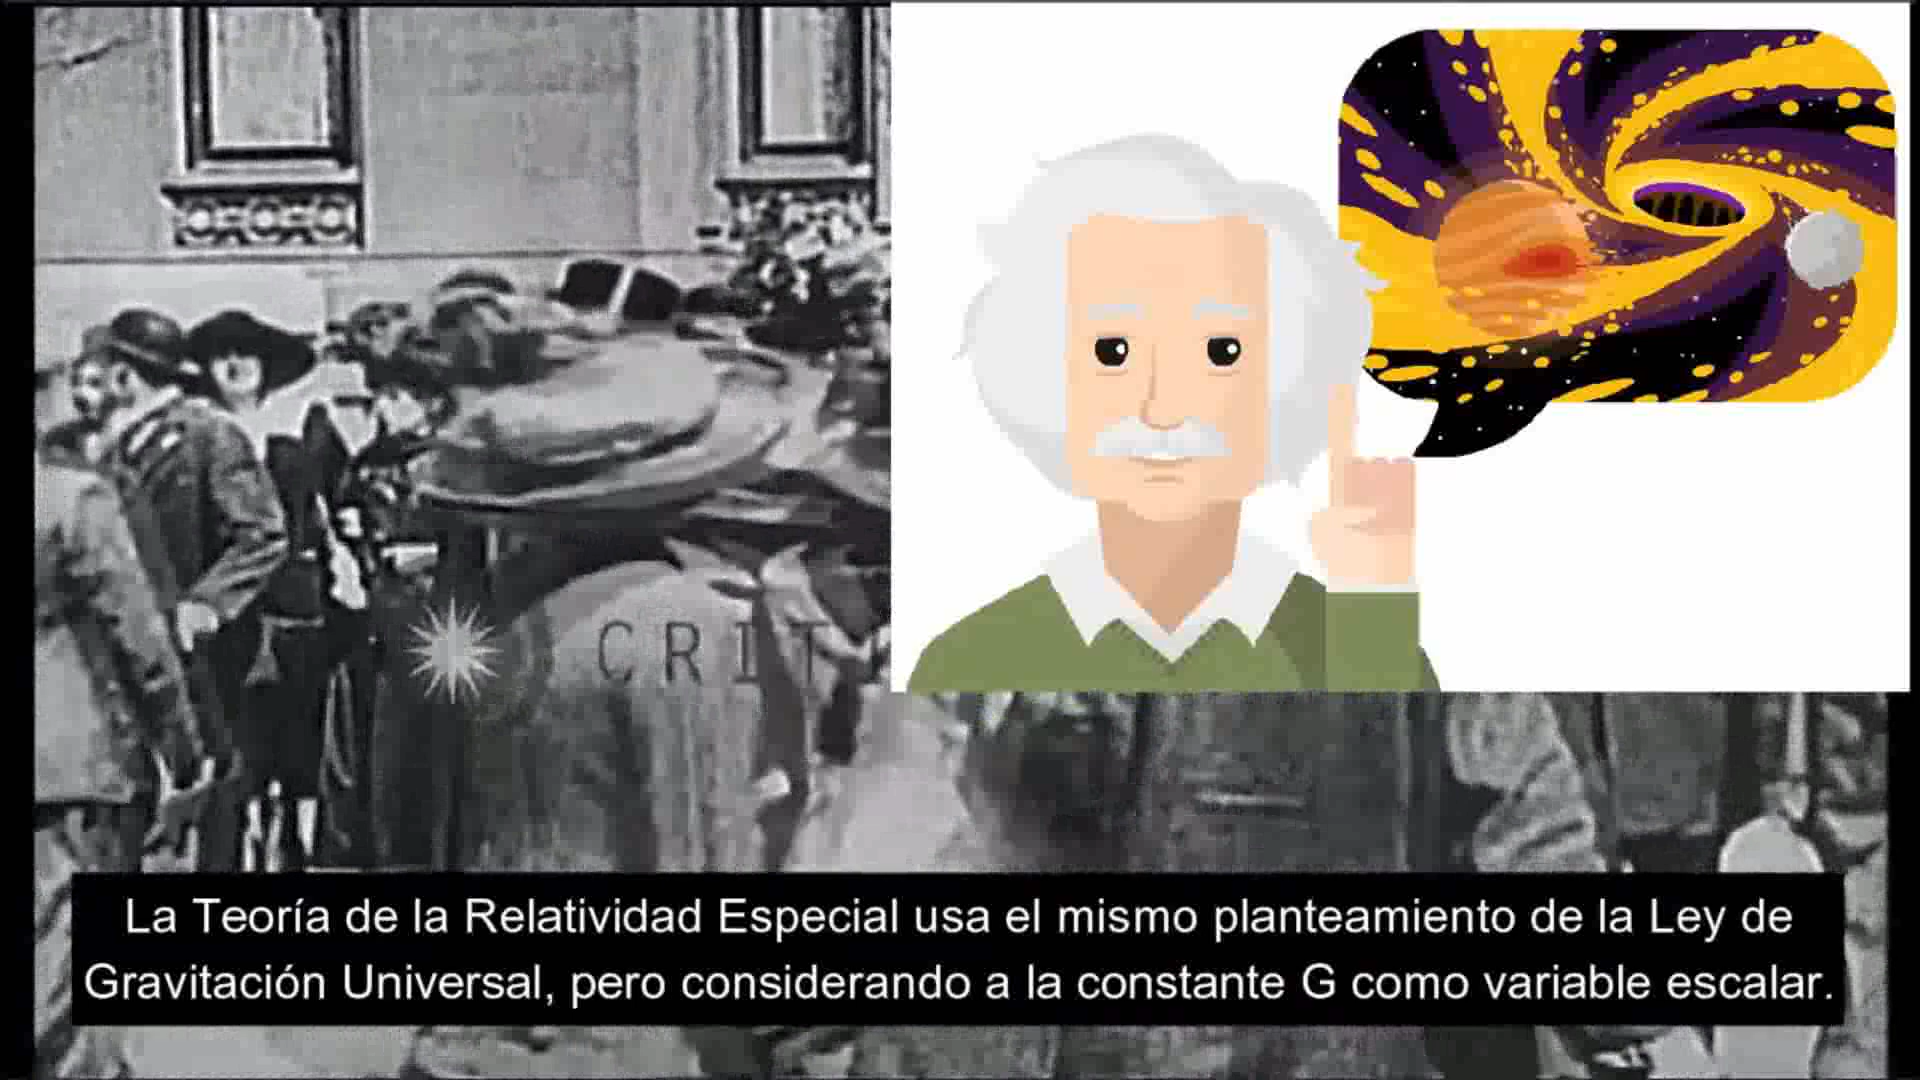 CRIT
La Teoría de la Relatividad Especial usa el mismo planteamiento de la Ley de
Gravitación Universal, pero considerando a la constante G como variable escalar.